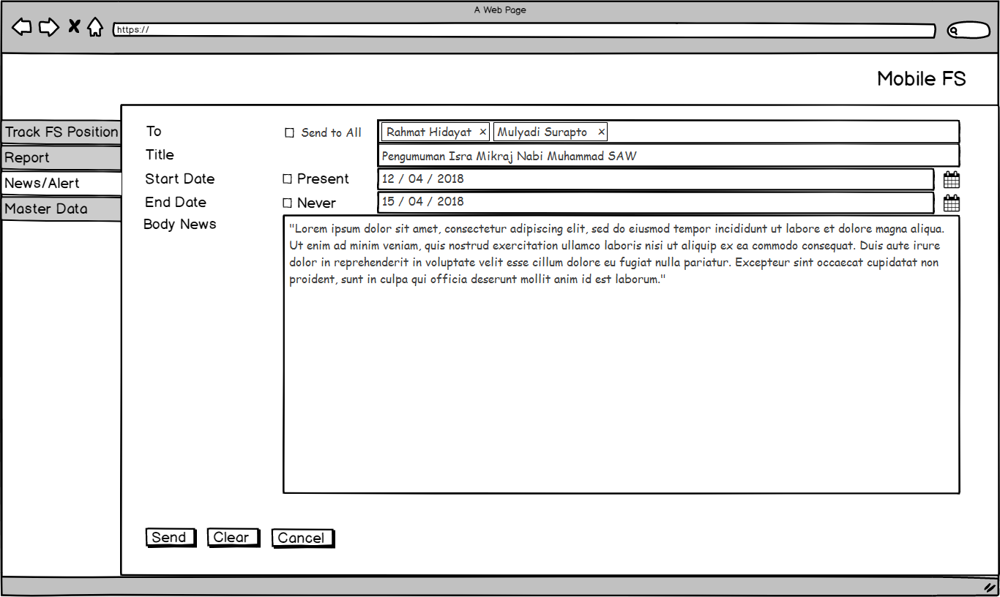 A Web Page
https://
Mobile FS
Track FS Position
Report
News/Alert
Master Data
To
Send to All
Rahmat Hidayat × Mulyadi Surapto ×
Title
Pengumuman Isra Mikraj Nabi Muhammad SAW
Start Date
Present
12 / 04 / 2018
End Date
Never
15 / 04 / 2018
Body News
"Lorem ipsum dolor sit amet, consectetur adipiscing elit, sed do eiusmod tempor incididunt ut labore et dolore magna aliqua.
Ut enim ad minim veniam, quis nostrud exercitation ullamco laboris nisi ut aliquip ex ea commodo consequat. Duis aute irure
dolor in reprehenderit in voluptate velit esse cillum dolore eu fugiat nulla pariatur. Excepteur sint occaecat cupidatat non
proident, sunt in culpa qui officia deserunt mollit anim id est laborum."
Send
Clear
Cancel